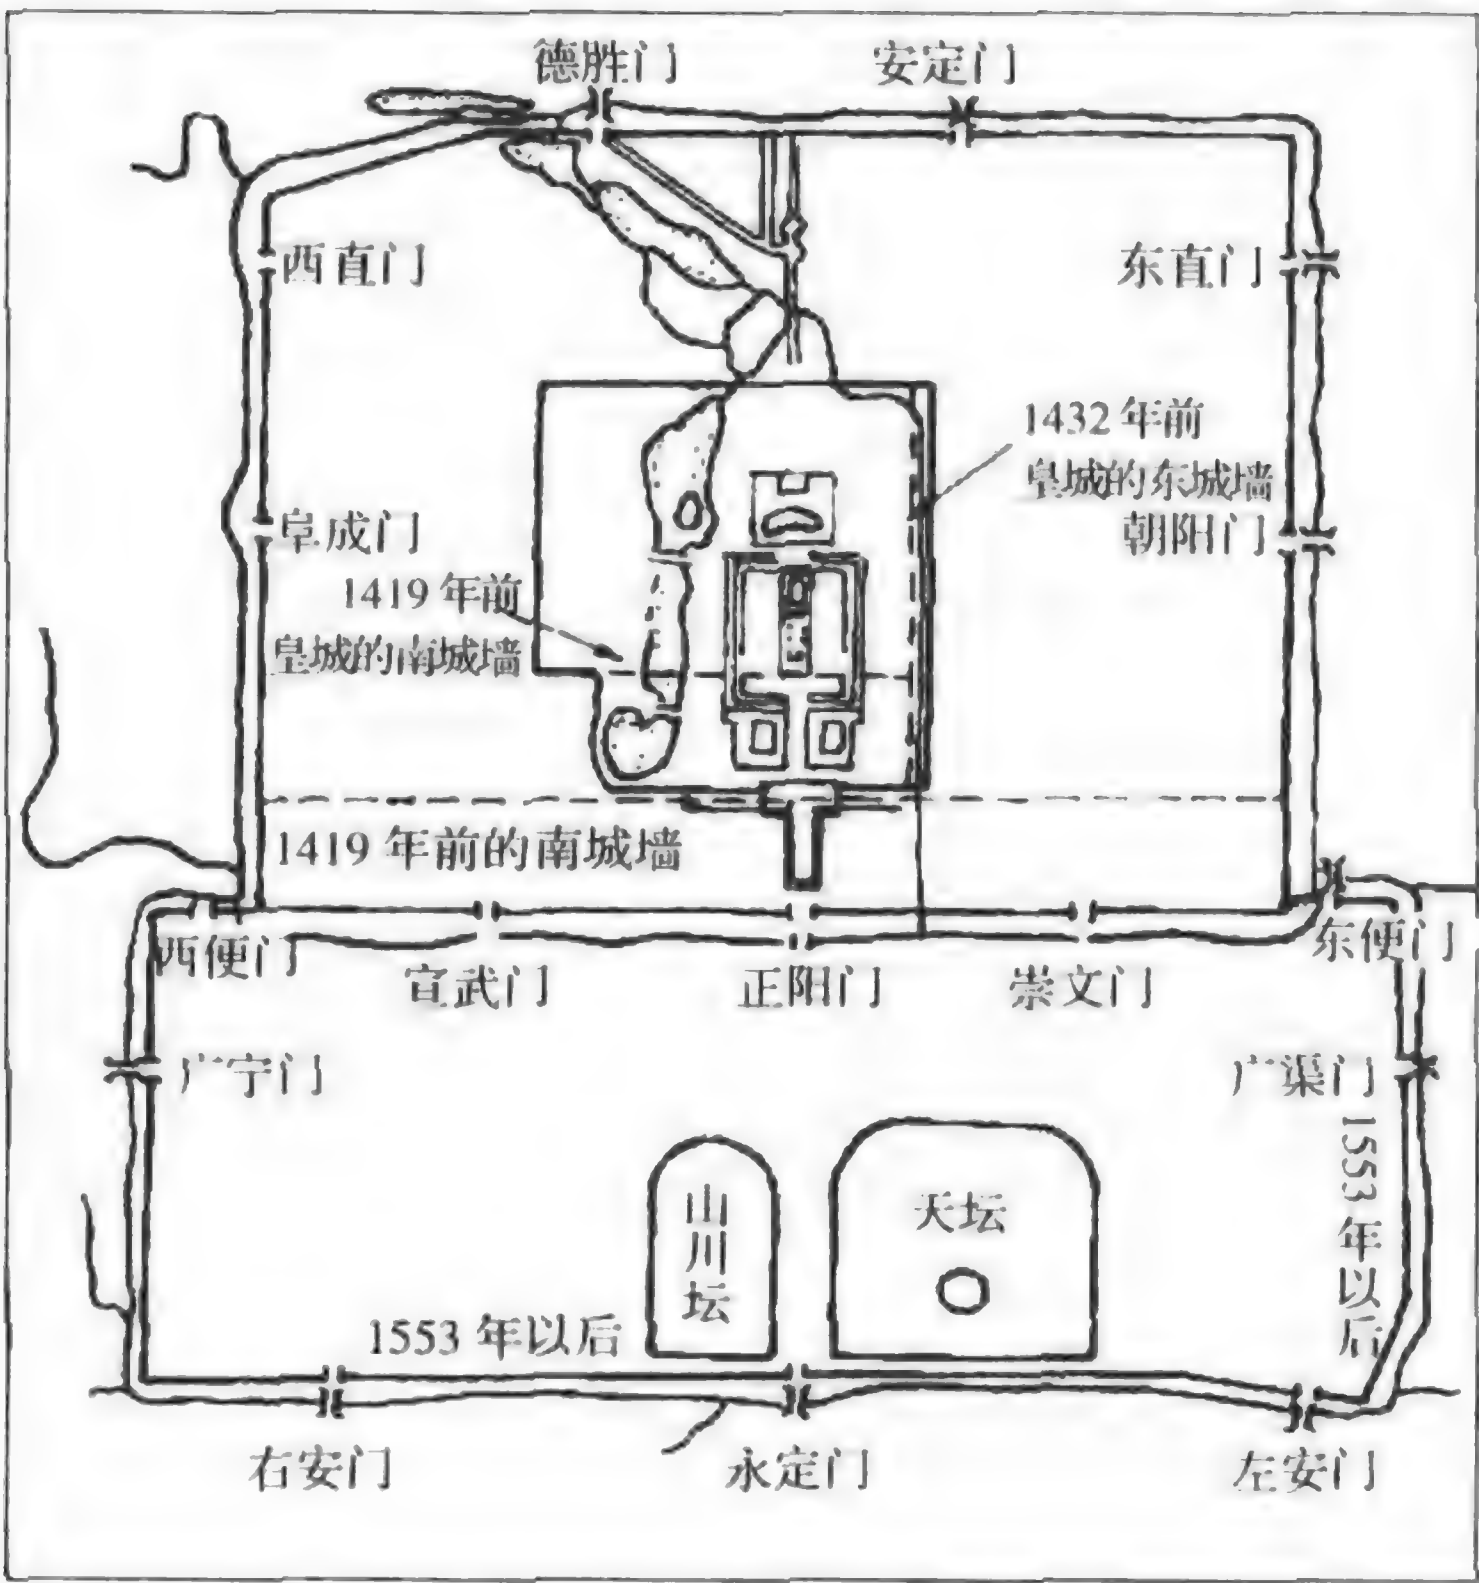 德胜门
安定门
西直门
东直门
1432 年前
皇城的东城墙
阜成门
朝阳门
1419 年前
皇城的南城墙
1419 年前的南城墙
西便门
东便门
宣武门
正阳门
崇文门
广宁门
广渠门
1553 年以后
山川坛
天坛
1553 年以后
右安门
永定门
左安门